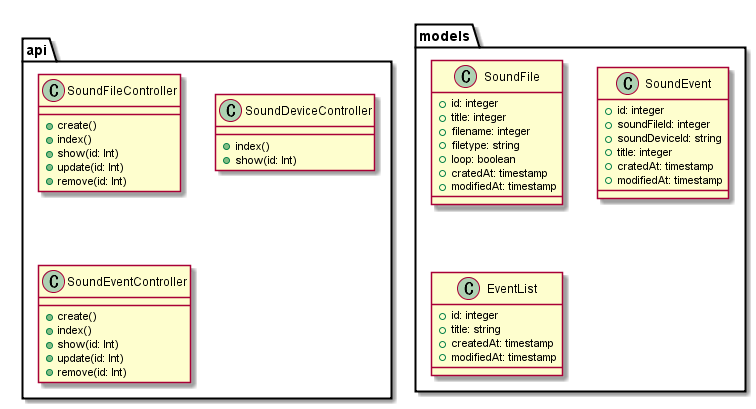 api
C SoundFileController
create()
index()
show(id: Int)
update(id: Int)
remove(id: Int)
C SoundDeviceController
index()
show(id: Int)
C SoundEventController
create()
index()
show(id: Int)
update(id: Int)
remove(id: Int)
models
C SoundFile
id: integer
title: integer
filename: integer
filetype: string
loop: boolean
cratedAt: timestamp
modifiedAt: timestamp
C SoundEvent
id: integer
soundFileId: integer
soundDeviceId: string
title: integer
cratedAt: timestamp
modifiedAt: timestamp
C EventList
id: integer
title: string
createdAt: timestamp
modifiedAt: timestamp